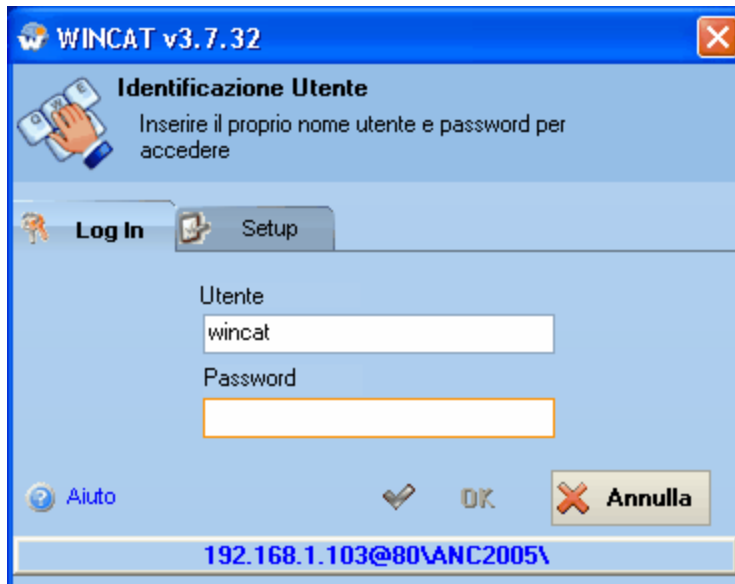 WINCAT v3.7.32
Identificazione Utente
Inserire il proprio nome utente e password per
accedere
Log In
Setup
Utente
wincat
Password
Aiuto
OK
Annulla
192.168.1.103@80\ANC2005\